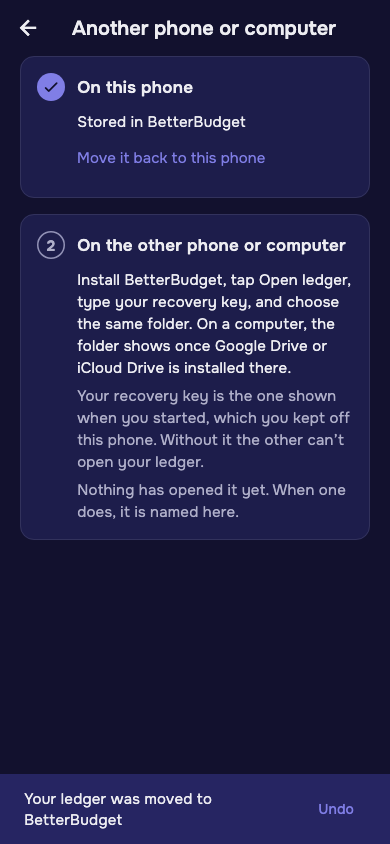 Another phone or computer
On this phone
Stored in BetterBudget
Move it back to this phone
2
On the other phone or computer
Install BetterBudget, tap Open ledger,
type your recovery key, and choose
the same folder. On a computer, the
folder shows once Google Drive or
iCloud Drive is installed there.
Your recovery key is the one shown
when you started, which you kept off
this phone. Without it the other can't
open your ledger.
Nothing has opened it yet. When one
does, it is named here.
Your ledger was moved to
BetterBudget
Undo